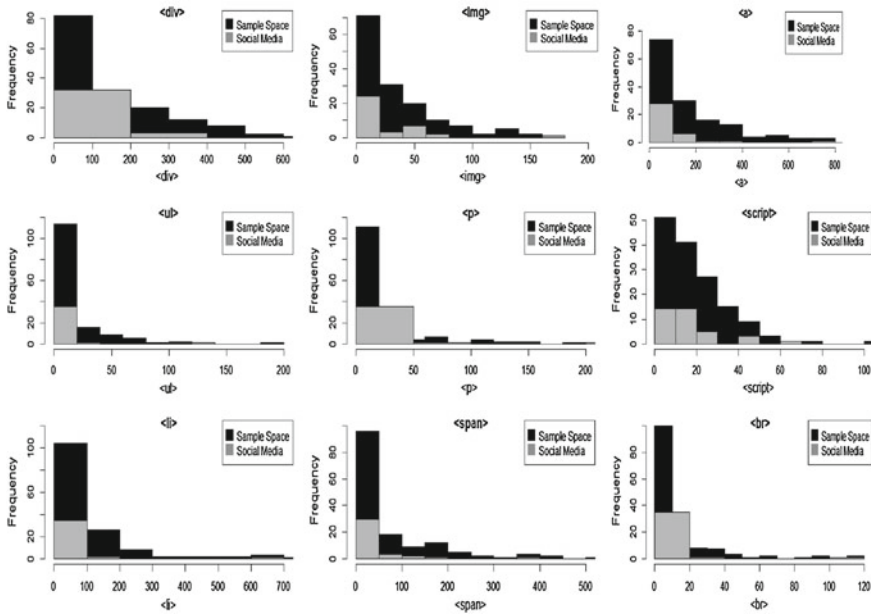 <div>
Sample Space
Social Media
Frequency
80
60
40
20
0
0 100 200 300 400 500 600
<div>
<img>
Sample Space
Social Media
Frequency
60
40
20
0
0 50 100 150 200
<img>
<a>
Sample Space
Social Media
Frequency
80
60
40
20
0
0 200 400 600 800
<a>
<ul>
Sample Space
Social Media
Frequency
100
60
20
0
0 50 100 150 200
<ul>
<p>
Sample Space
Social Media
Frequency
100
60
20
0
0 50 100 150 200
<p>
<script>
Sample Space
Social Media
Frequency
50
40
30
20
10
0
0 20 40 60 80 100
<script>
<li>
Sample Space
Social Media
Frequency
100
60
20
0
0 100 200 300 400 500 600 700
<li>
<span>
Sample Space
Social Media
Frequency
80
60
40
20
0
0 100 200 300 400 500
<span>
<br>
Sample Space
Social Media
Frequency
80
60
40
20
0
0 20 40 60 80 100 120
<br>